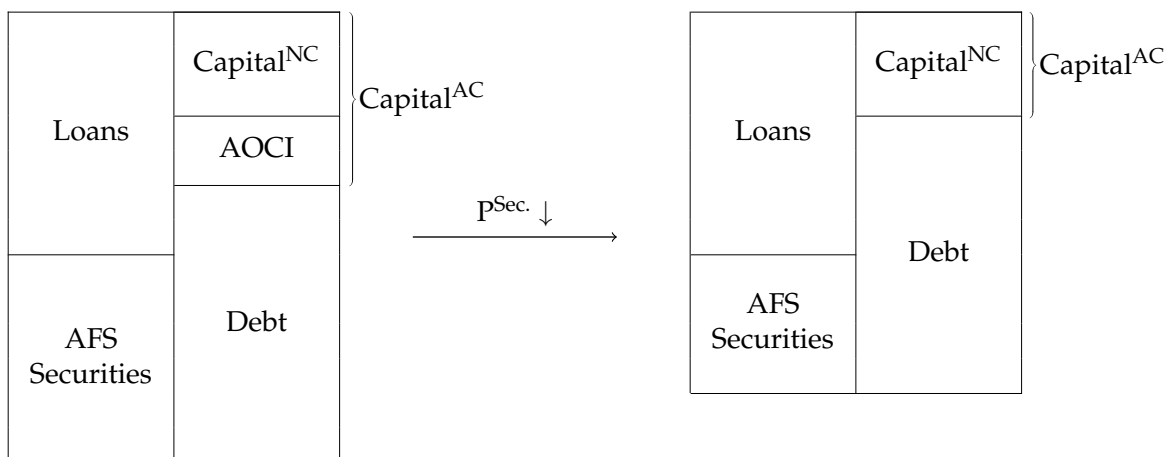 Loans
Capital^NC
AOCI
Capital^AC
AFS
Securities
Debt
P^Sec. ↓
Loans
Capital^NC
Capital^AC
Debt
AFS
Securities